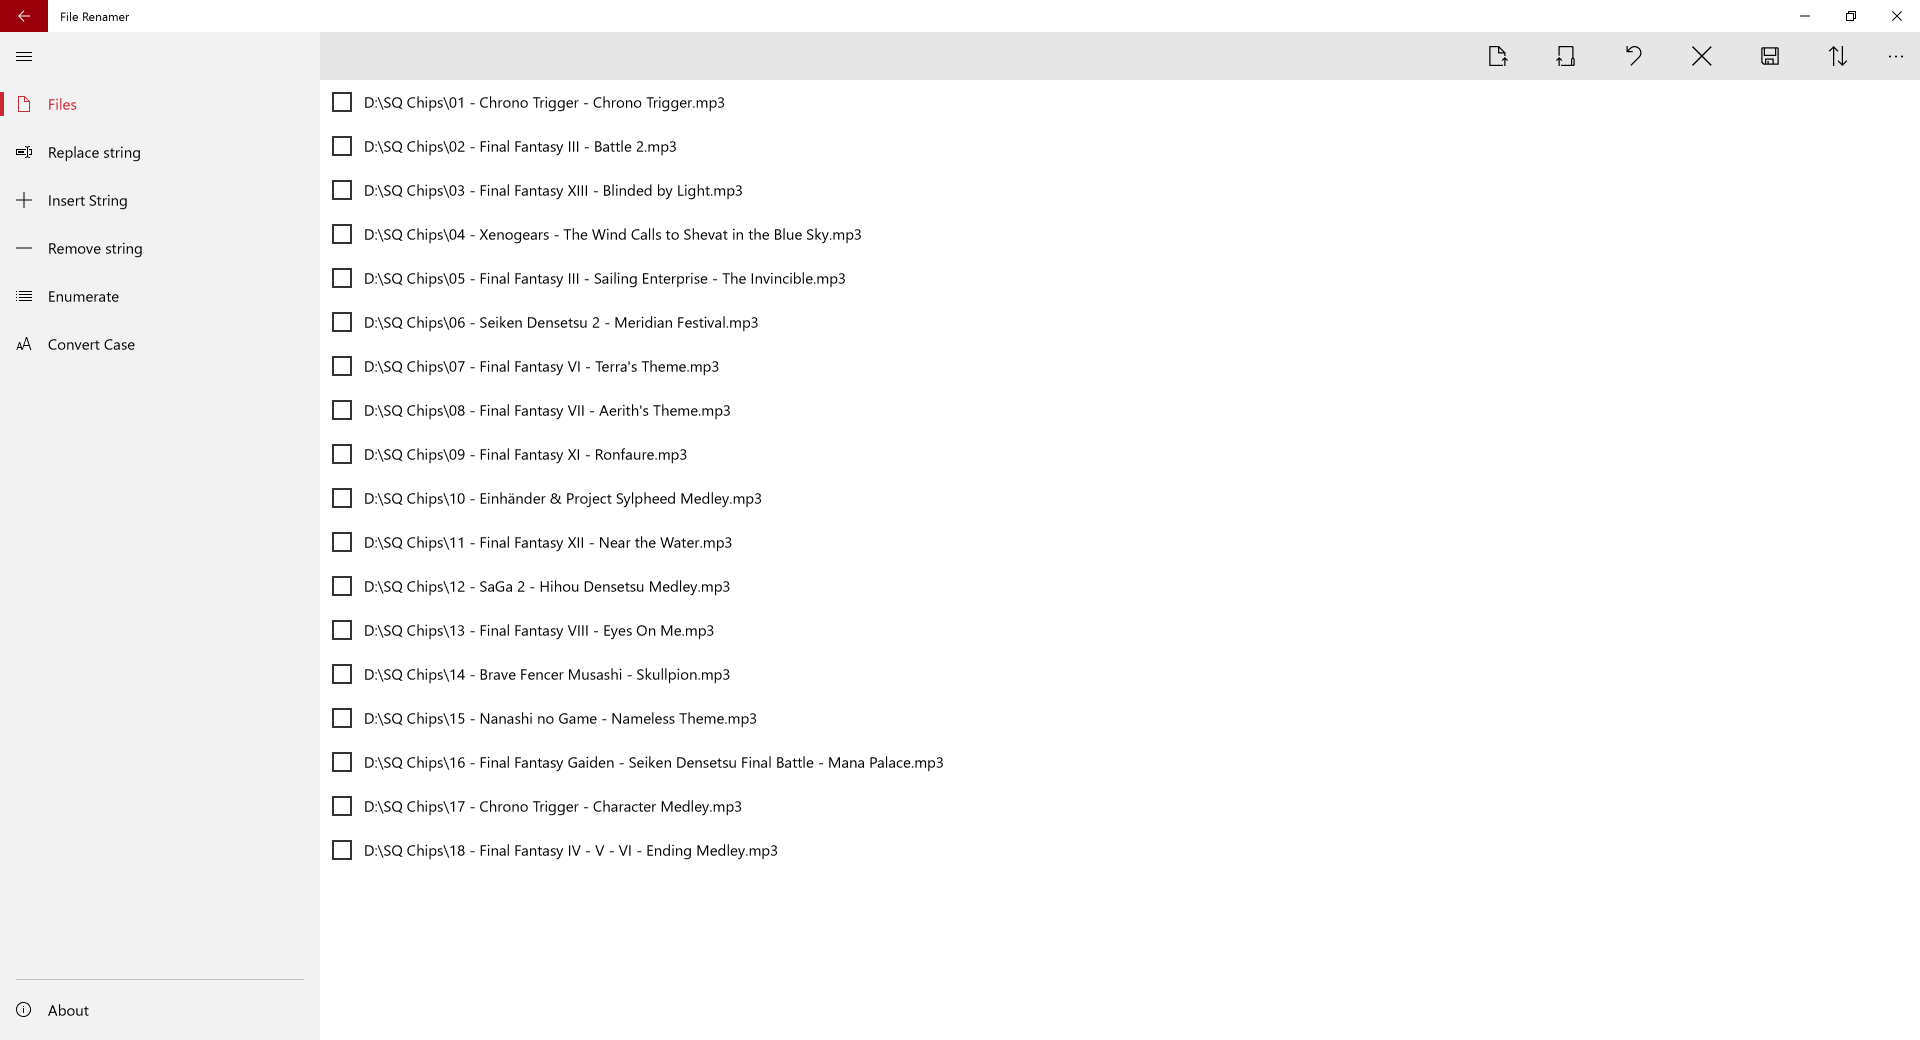 File Renamer
Files
Replace string
Insert String
Remove string
Enumerate
Convert Case
About
D:\SQ Chips\01 - Chrono Trigger - Chrono Trigger.mp3
D:\SQ Chips\02 - Final Fantasy III - Battle 2.mp3
D:\SQ Chips\03 - Final Fantasy XIII - Blinded by Light.mp3
D:\SQ Chips\04 - Xenogears - The Wind Calls to Shevat in the Blue Sky.mp3
D:\SQ Chips\05 - Final Fantasy III - Sailing Enterprise - The Invincible.mp3
D:\SQ Chips\06 - Seiken Densetsu 2 - Meridian Festival.mp3
D:\SQ Chips\07 - Final Fantasy VI - Terra's Theme.mp3
D:\SQ Chips\08 - Final Fantasy VII - Aerith's Theme.mp3
D:\SQ Chips\09 - Final Fantasy XI - Ronfaure.mp3
D:\SQ Chips\10 - Einhänder & Project Sylpheed Medley.mp3
D:\SQ Chips\11 - Final Fantasy XII - Near the Water.mp3
D:\SQ Chips\12 - SaGa 2 - Hihou Densetsu Medley.mp3
D:\SQ Chips\13 - Final Fantasy VIII - Eyes On Me.mp3
D:\SQ Chips\14 - Brave Fencer Musashi - Skullpion.mp3
D:\SQ Chips\15 - Nanashi no Game - Nameless Theme.mp3
D:\SQ Chips\16 - Final Fantasy Gaiden - Seiken Densetsu Final Battle - Mana Palace.mp3
D:\SQ Chips\17 - Chrono Trigger - Character Medley.mp3
D:\SQ Chips\18 - Final Fantasy IV - V - VI - Ending Medley.mp3